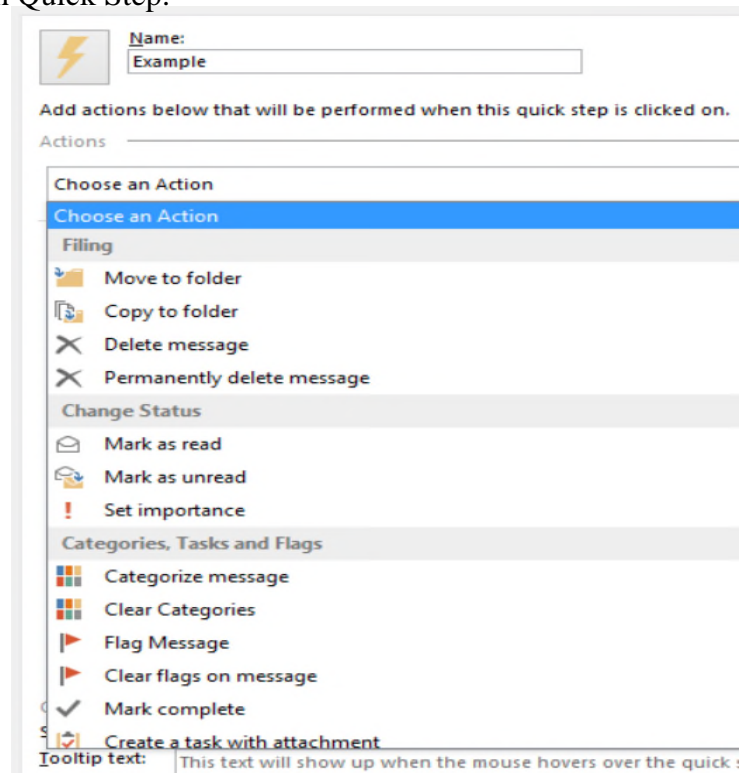 Quick Step.
Name:
Example
Add actions below that will be performed when this quick step is clicked on.
Actions
Choose an Action
Choose an Action
Filing
Move to folder
Copy to folder
Delete message
Permanently delete message
Change Status
Mark as read
Mark as unread
Set importance
Categories, Tasks and Flags
Categorize message
Clear Categories
Flag Message
Clear flags on message
Mark complete
Create a task with attachment
Tooltip text:
This text will show up when the mouse hovers over the quick